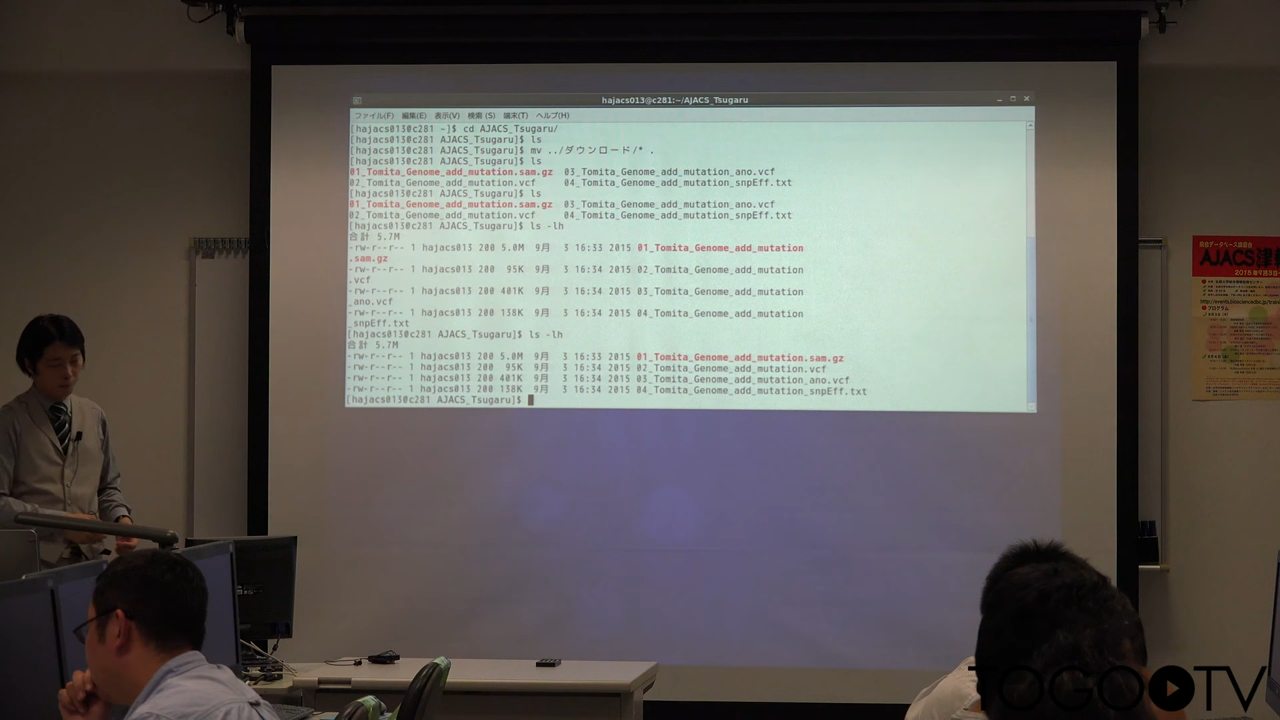 hajacs013@c281:~/AJACS_Tsugaru
ファイル(F) 編集(E) 表示(V) 検索(S) 端末(T) ヘルプ(H)
[hajacs013@c281 ~]$ cd AJACS_Tsugaru/
[hajacs013@c281 AJACS_Tsugaru]$ ls
[hajacs013@c281 AJACS_Tsugaru]$ mv ../ダウンロード/* .
[hajacs013@c281 AJACS_Tsugaru]$ ls
01_Tomita_Genome_add_mutation.sam.gz 03_Tomita_Genome_add_mutation_ano.vcf
02_Tomita_Genome_add_mutation.vcf 04_Tomita_Genome_add_mutation_snpEff.txt
[hajacs013@c281 AJACS_Tsugaru]$ ls
01_Tomita_Genome_add_mutation.sam.gz 03_Tomita_Genome_add_mutation_ano.vcf
02_Tomita_Genome_add_mutation.vcf 04_Tomita_Genome_add_mutation_snpEff.txt
[hajacs013@c281 AJACS_Tsugaru]$ ls -lh
合計 5.7M
-rw-r--r-- 1 hajacs013 200 5.0M 9月 3 16:33 2015 01_Tomita_Genome_add_mutation
.sam.gz
-rw-r--r-- 1 hajacs013 200 95K 9月 3 16:34 2015 02_Tomita_Genome_add_mutation
.vcf
-rw-r--r-- 1 hajacs013 200 401K 9月 3 16:34 2015 03_Tomita_Genome_add_mutation
_ano.vcf
-rw-r--r-- 1 hajacs013 200 138K 9月 3 16:34 2015 04_Tomita_Genome_add_mutation
_snpEff.txt
[hajacs013@c281 AJACS_Tsugaru]$ ls -lh
合計 5.7M
-rw-r--r-- 1 hajacs013 200 5.0M 9月 3 16:33 2015 01_Tomita_Genome_add_mutation.sam.gz
-rw-r--r-- 1 hajacs013 200 95K 9月 3 16:34 2015 02_Tomita_Genome_add_mutation.vcf
-rw-r--r-- 1 hajacs013 200 401K 9月 3 16:34 2015 03_Tomita_Genome_add_mutation_ano.vcf
-rw-r--r-- 1 hajacs013 200 138K 9月 3 16:34 2015 04_Tomita_Genome_add_mutation_snpEff.txt
[hajacs013@c281 AJACS_Tsugaru]$
AJACS津
TOGOTV